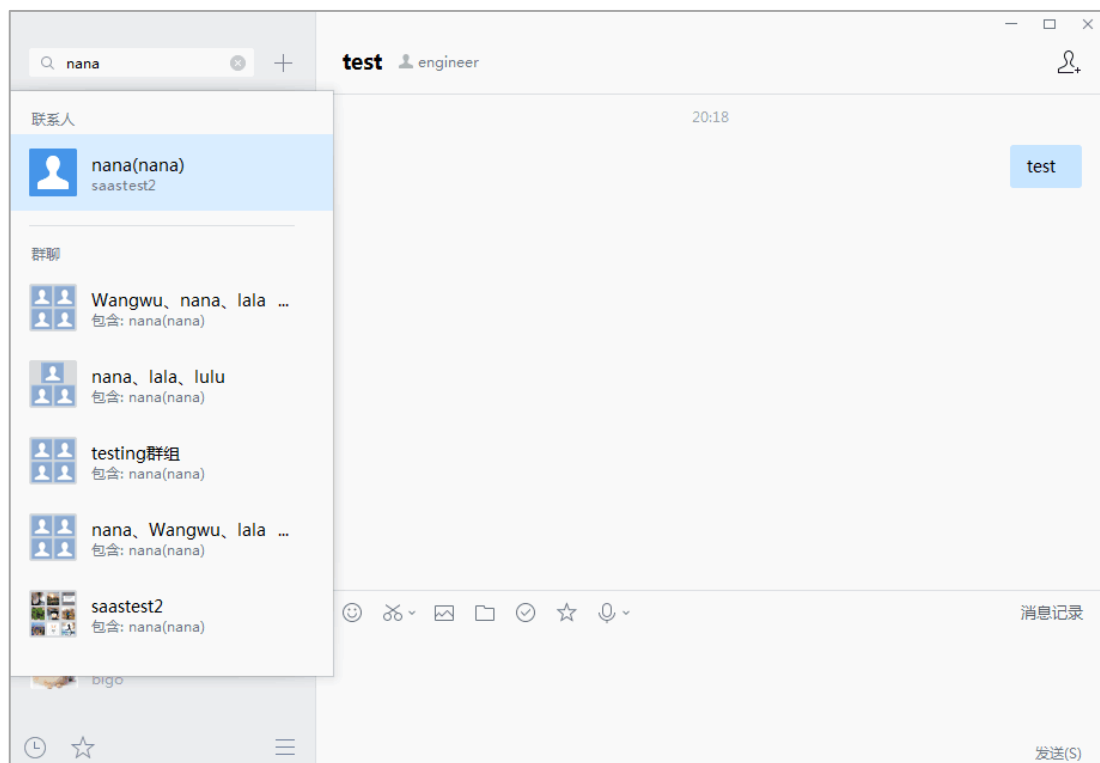 nana
test engineer
联系人
nana(nana)
saastest2
群聊
Wangwu、nana、lala ...
包含: nana(nana)
nana、lala、lulu
包含: nana(nana)
testing群组
包含: nana(nana)
nana、Wangwu、lala ...
包含: nana(nana)
saastest2
包含: nana(nana)
bigo
20:18
test
消息记录
发送(S)